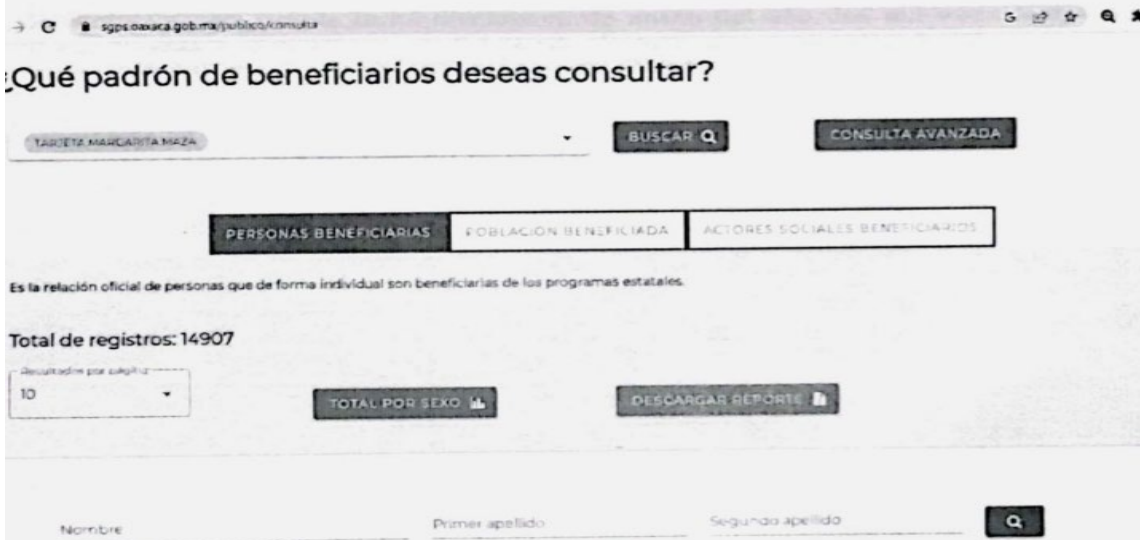 sgps.oaxaca.gob.mx/publico/consulta
¿Qué padrón de beneficiarios deseas consultar?
TARJETA MARGARITA MAZA
BUSCAR
CONSULTA AVANZADA
PERSONAS BENEFICIARIAS
POBLACIÓN BENEFICIADA
ACTORES SOCIALES BENEFICIARIOS
Es la relación oficial de personas que de forma individual son beneficiarias de los programas estatales.
Total de registros: 14907
Resultados por página
10
TOTAL POR SEXO
DESCARGAR REPORTE
Nombre
Primer apellido
Segundo apellido